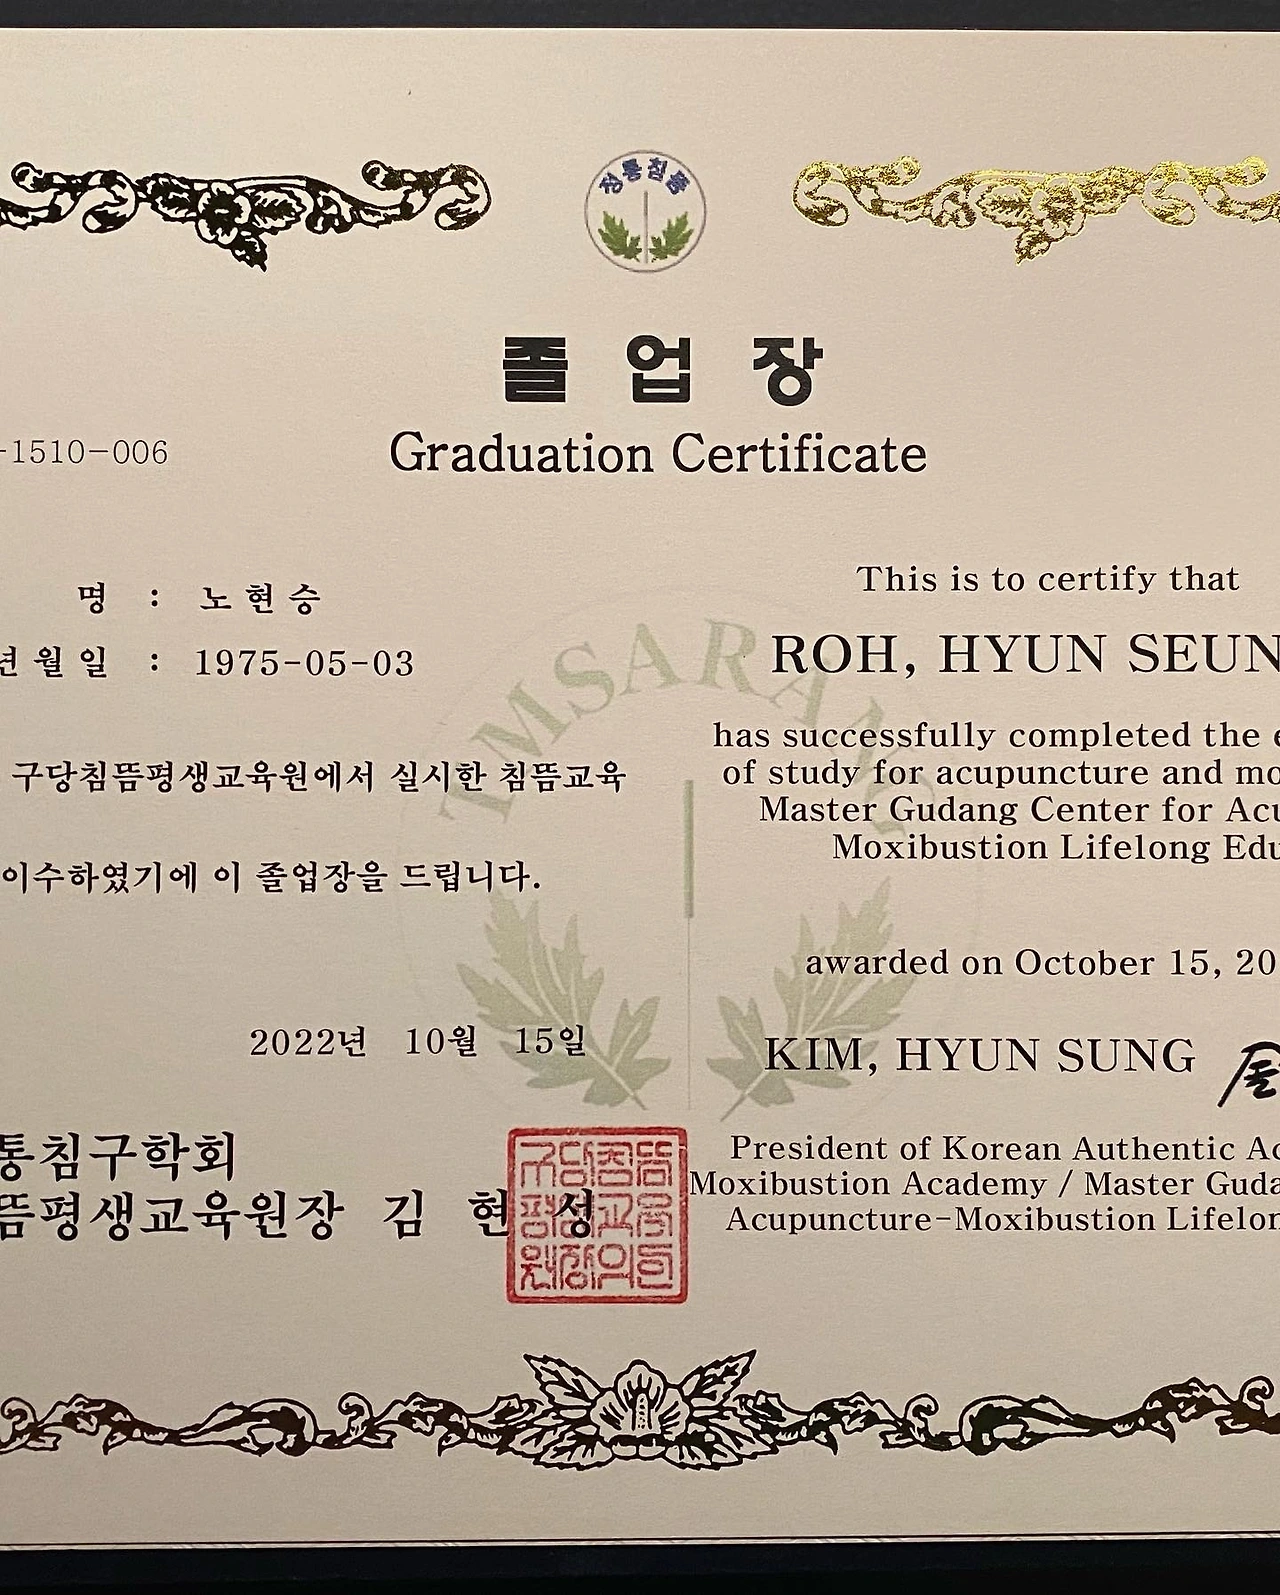 정통침뜸
졸업장
Graduation Certificate
-1510-006
명 : 노현승
년월일 : 1975-05-03
구당침뜸평생교육원에서 실시한 침뜸교육
이수하였기에 이 졸업장을 드립니다.
2022년 10월 15일
통침구학회
뜸평생교육원장 김 현 성
TMSARANG
This is to certify that
ROH, HYUN SEUN
has successfully completed the e
of study for acupuncture and mo
Master Gudang Center for Acu
Moxibustion Lifelong Edu
awarded on October 15, 20
KIM, HYUN SUNG
President of Korean Authentic Ac
Moxibustion Academy / Master Guda
Acupuncture-Moxibustion Lifelon